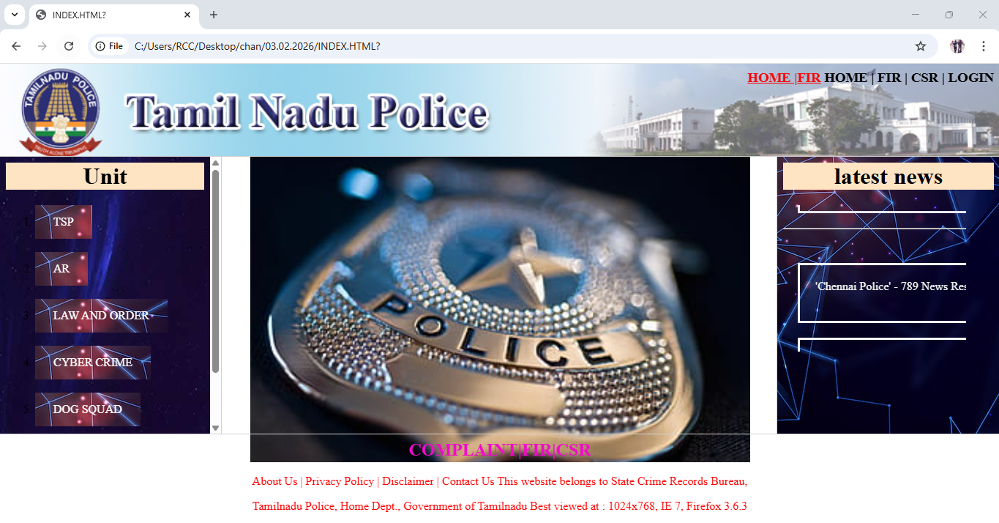 INDEX.HTML?
File
C:/Users/RCC/Desktop/chan/03.02.2026/INDEX.HTML?
TAMILNADU POLICE
TRUTH ALONE TRIUMPHS
Tamil Nadu Police
HOME |FIR HOME | FIR | CSR | LOGIN
Unit
1. TSP
2. AR
3. LAW AND ORDER
4. CYBER CRIME
5. DOG SQUAD
POLICE
latest news
'Chennai Police' - 789 News Res
COMPLAINT|FIR|CSR
About Us | Privacy Policy | Disclaimer | Contact Us This website belongs to State Crime Records Bureau,
Tamilnadu Police, Home Dept., Government of Tamilnadu Best viewed at : 1024x768, IE 7, Firefox 3.6.3